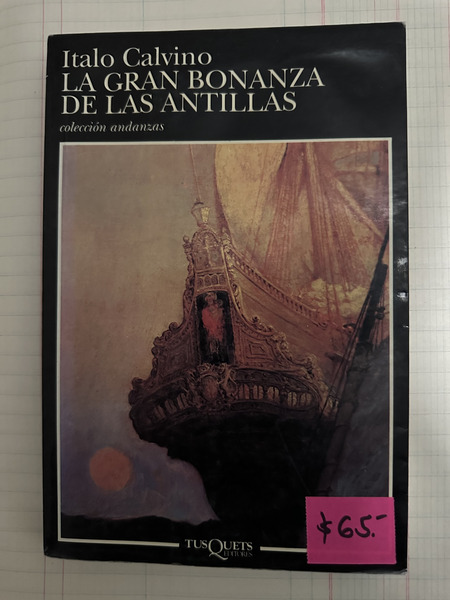 Italo Calvino
LA GRAN BONANZA
DE LAS ANTILLAS
colección andanzas
TUSQUETS
EDITORES
$65.-